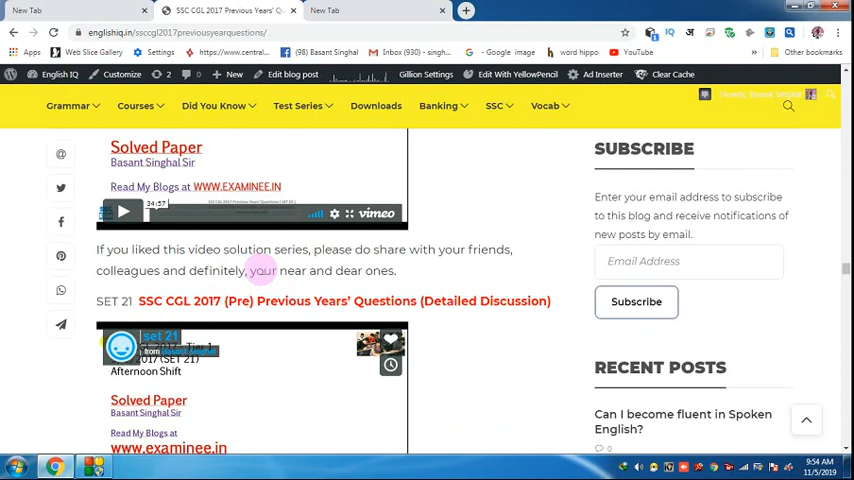 New Tab
SSC CGL 2017 Previous Years' Qu
New Tab
englishiq.in/ssccgl2017previousyearquestions/
Apps
Web Slice Gallery
Settings
https://www.central...
(98) Basant Singhal
Inbox (930) - singh...
- Google image
word hippo
YouTube
Other bookmarks
English IQ
Customize
2
0
New
Edit blog post
Gillion Settings
Edit With YellowPencil
Ad Inserter
Clear Cache
Howdy, Basant Singhal
Grammar
Courses
Did You Know
Test Series
Downloads
Banking
SSC
Vocab
Solved Paper
Basant Singhal Sir
Read My Blogs at WWW.EXAMINEE.IN
34:57
vimeo
If you liked this video solution series, please do share with your friends,
colleagues and definitely, your near and dear ones.
SET 21 SSC CGL 2017 (Pre) Previous Years' Questions (Detailed Discussion)
set 21
from Basant Singhal
2017 (SET 21)
Afternoon Shift
Solved Paper
Basant Singhal Sir
Read My Blogs at
www.examinee.in
SUBSCRIBE
Enter your email address to subscribe
to this blog and receive notifications of
new posts by email.
Email Address
Subscribe
RECENT POSTS
Can I become fluent in Spoken
English?
0
9:54 AM
11/5/2019